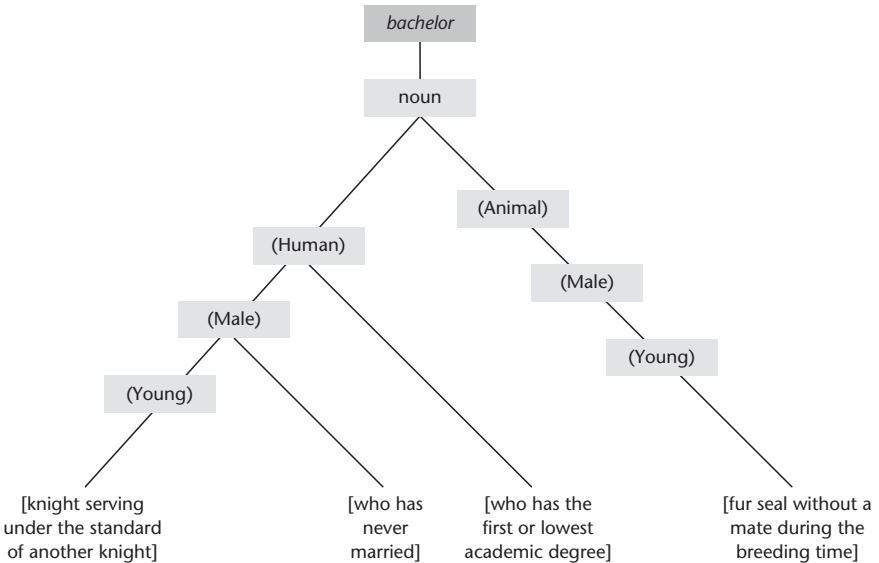 bachelor
noun
(Animal)
(Human)
(Male)
(Male)
(Young)
(Young)
[knight serving
under the standard
of another knight]
[who has
never
married]
[who has the
first or lowest
academic degree]
[fur seal without a
mate during the
breeding time]